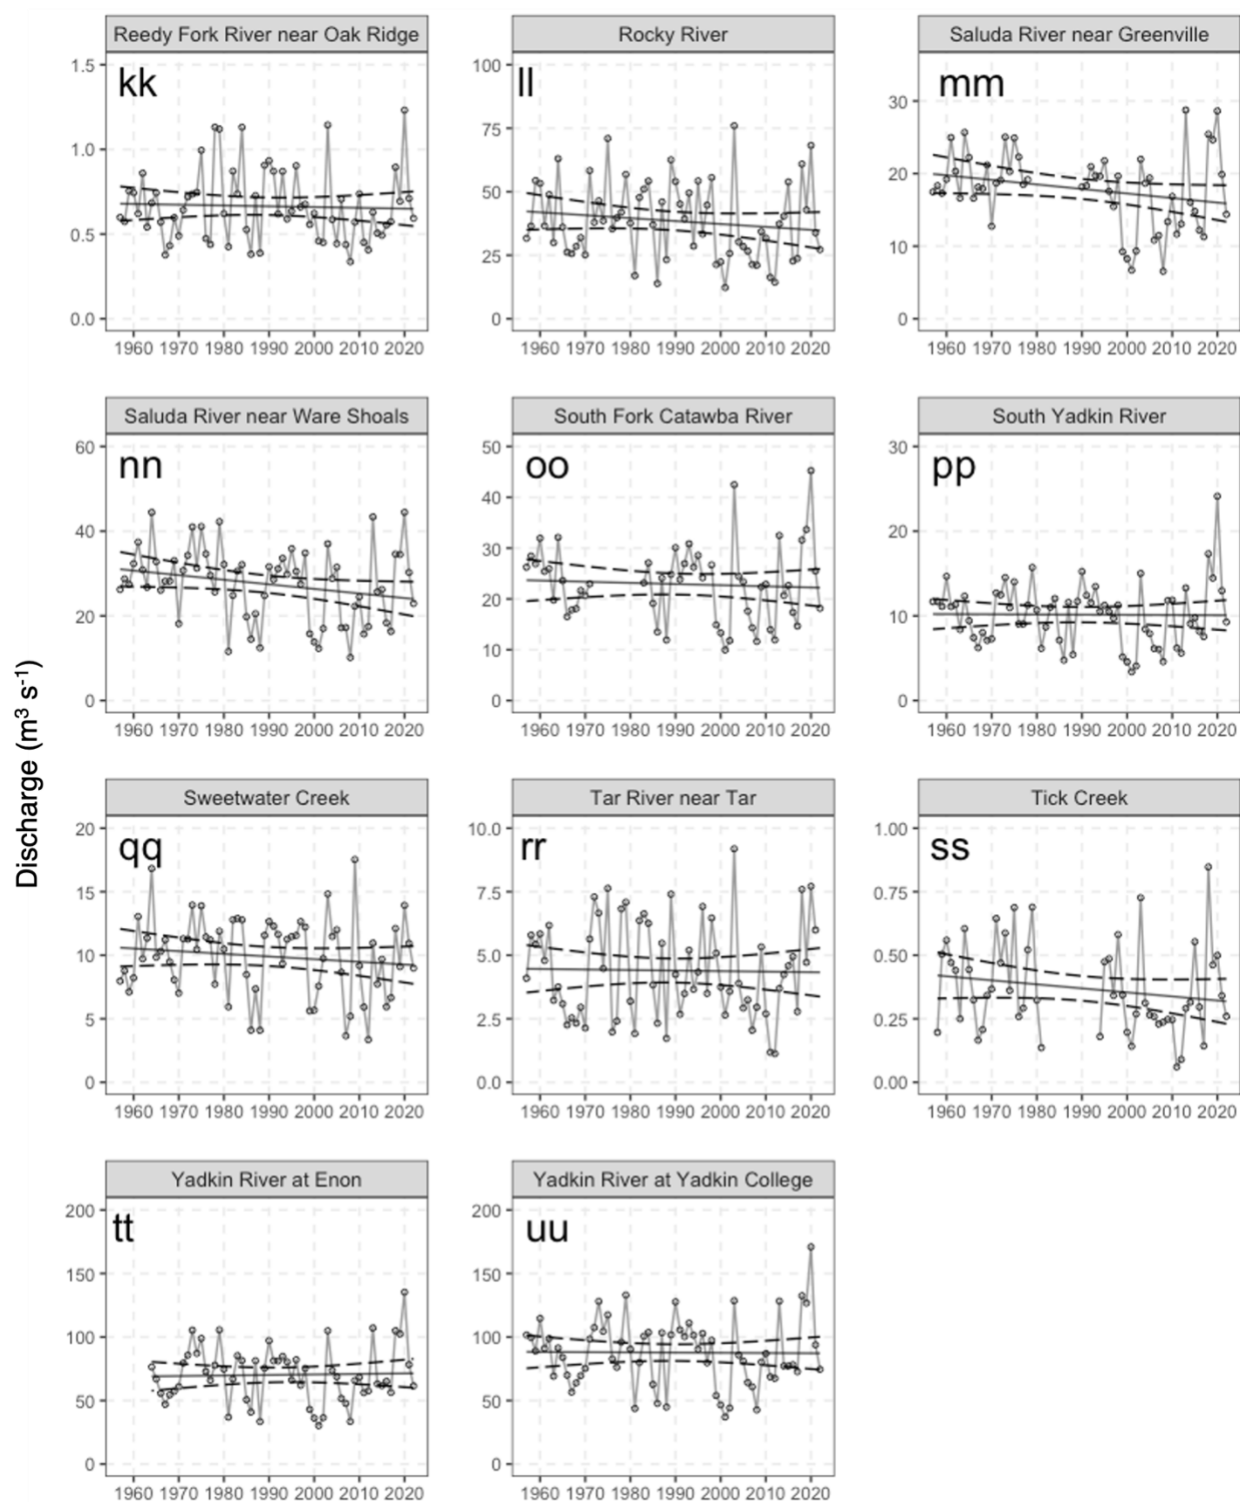 Reedy Fork River near Oak Ridge
Rocky River
Saluda River near Greenville
kk
ll
mm
1.5
1.0
0.5
0.0
100
75
50
25
0
30
20
10
0
1960 1970 1980 1990 2000 2010 2020
1960 1970 1980 1990 2000 2010 2020
1960 1970 1980 1990 2000 2010 2020
Saluda River near Ware Shoals
South Fork Catawba River
South Yadkin River
nn
oo
pp
60
40
20
0
50
40
30
20
10
0
30
20
10
0
1960 1970 1980 1990 2000 2010 2020
1960 1970 1980 1990 2000 2010 2020
1960 1970 1980 1990 2000 2010 2020
Discharge (m³ s⁻¹)
Sweetwater Creek
Tar River near Tar
Tick Creek
qq
rr
ss
20
15
10
5
0
10.0
7.5
5.0
2.5
0.0
1.00
0.75
0.50
0.25
0.00
1960 1970 1980 1990 2000 2010 2020
1960 1970 1980 1990 2000 2010 2020
1960 1970 1980 1990 2000 2010 2020
Yadkin River at Enon
Yadkin River at Yadkin College
tt
uu
200
150
100
50
0
200
150
100
50
0
1960 1970 1980 1990 2000 2010 2020
1960 1970 1980 1990 2000 2010 2020